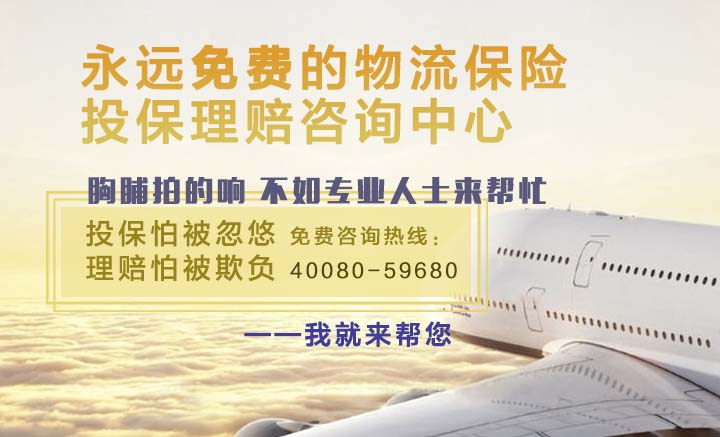 永远免费的物流保险
投保理赔咨询中心
胸脯拍的响 不如专业人士来帮忙
投保怕被忽悠 免费咨询热线：
理赔怕被欺负 40080-59680
——我就来帮您